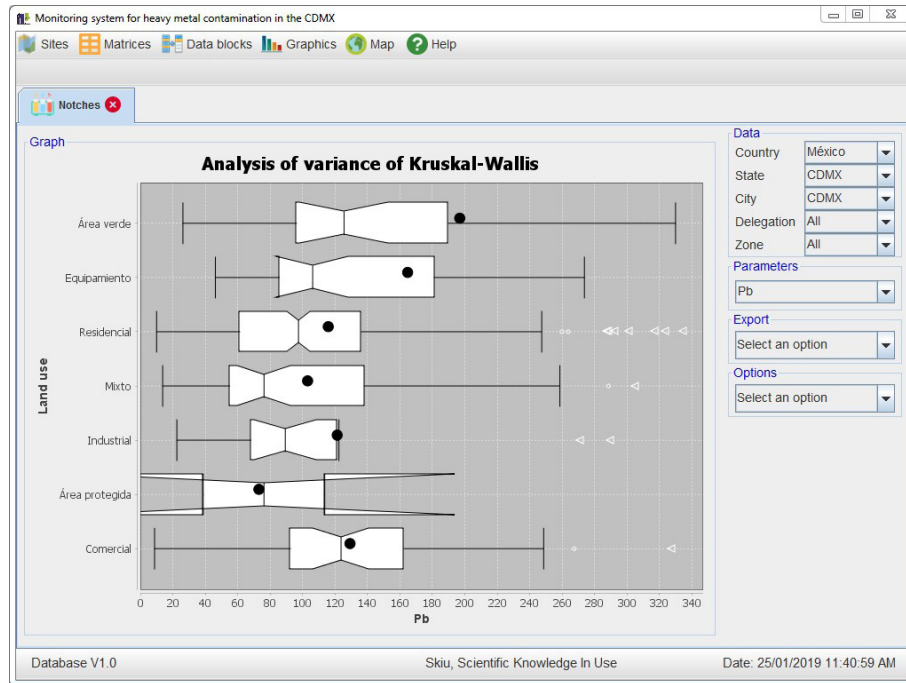 Monitoring system for heavy metal contamination in the CDMX
Sites Matrices Data blocks Graphics Map ? Help
Notches
Graph
Analysis of variance of Kruskal-Wallis
Land use
Área verde
Equipamiento
Residencial
Mixto
Industrial
Área protegida
Comercial
0 20 40 60 80 100 120 140 160 180 200 220 240 260 280 300 320 340
Pb
Data
Country México
State CDMX
City CDMX
Delegation All
Zone All
Parameters
Pb
Export
Select an option
Options
Select an option
Database V1.0 Skiu, Scientific Knowledge In Use Date: 25/01/2019 11:40:59 AM